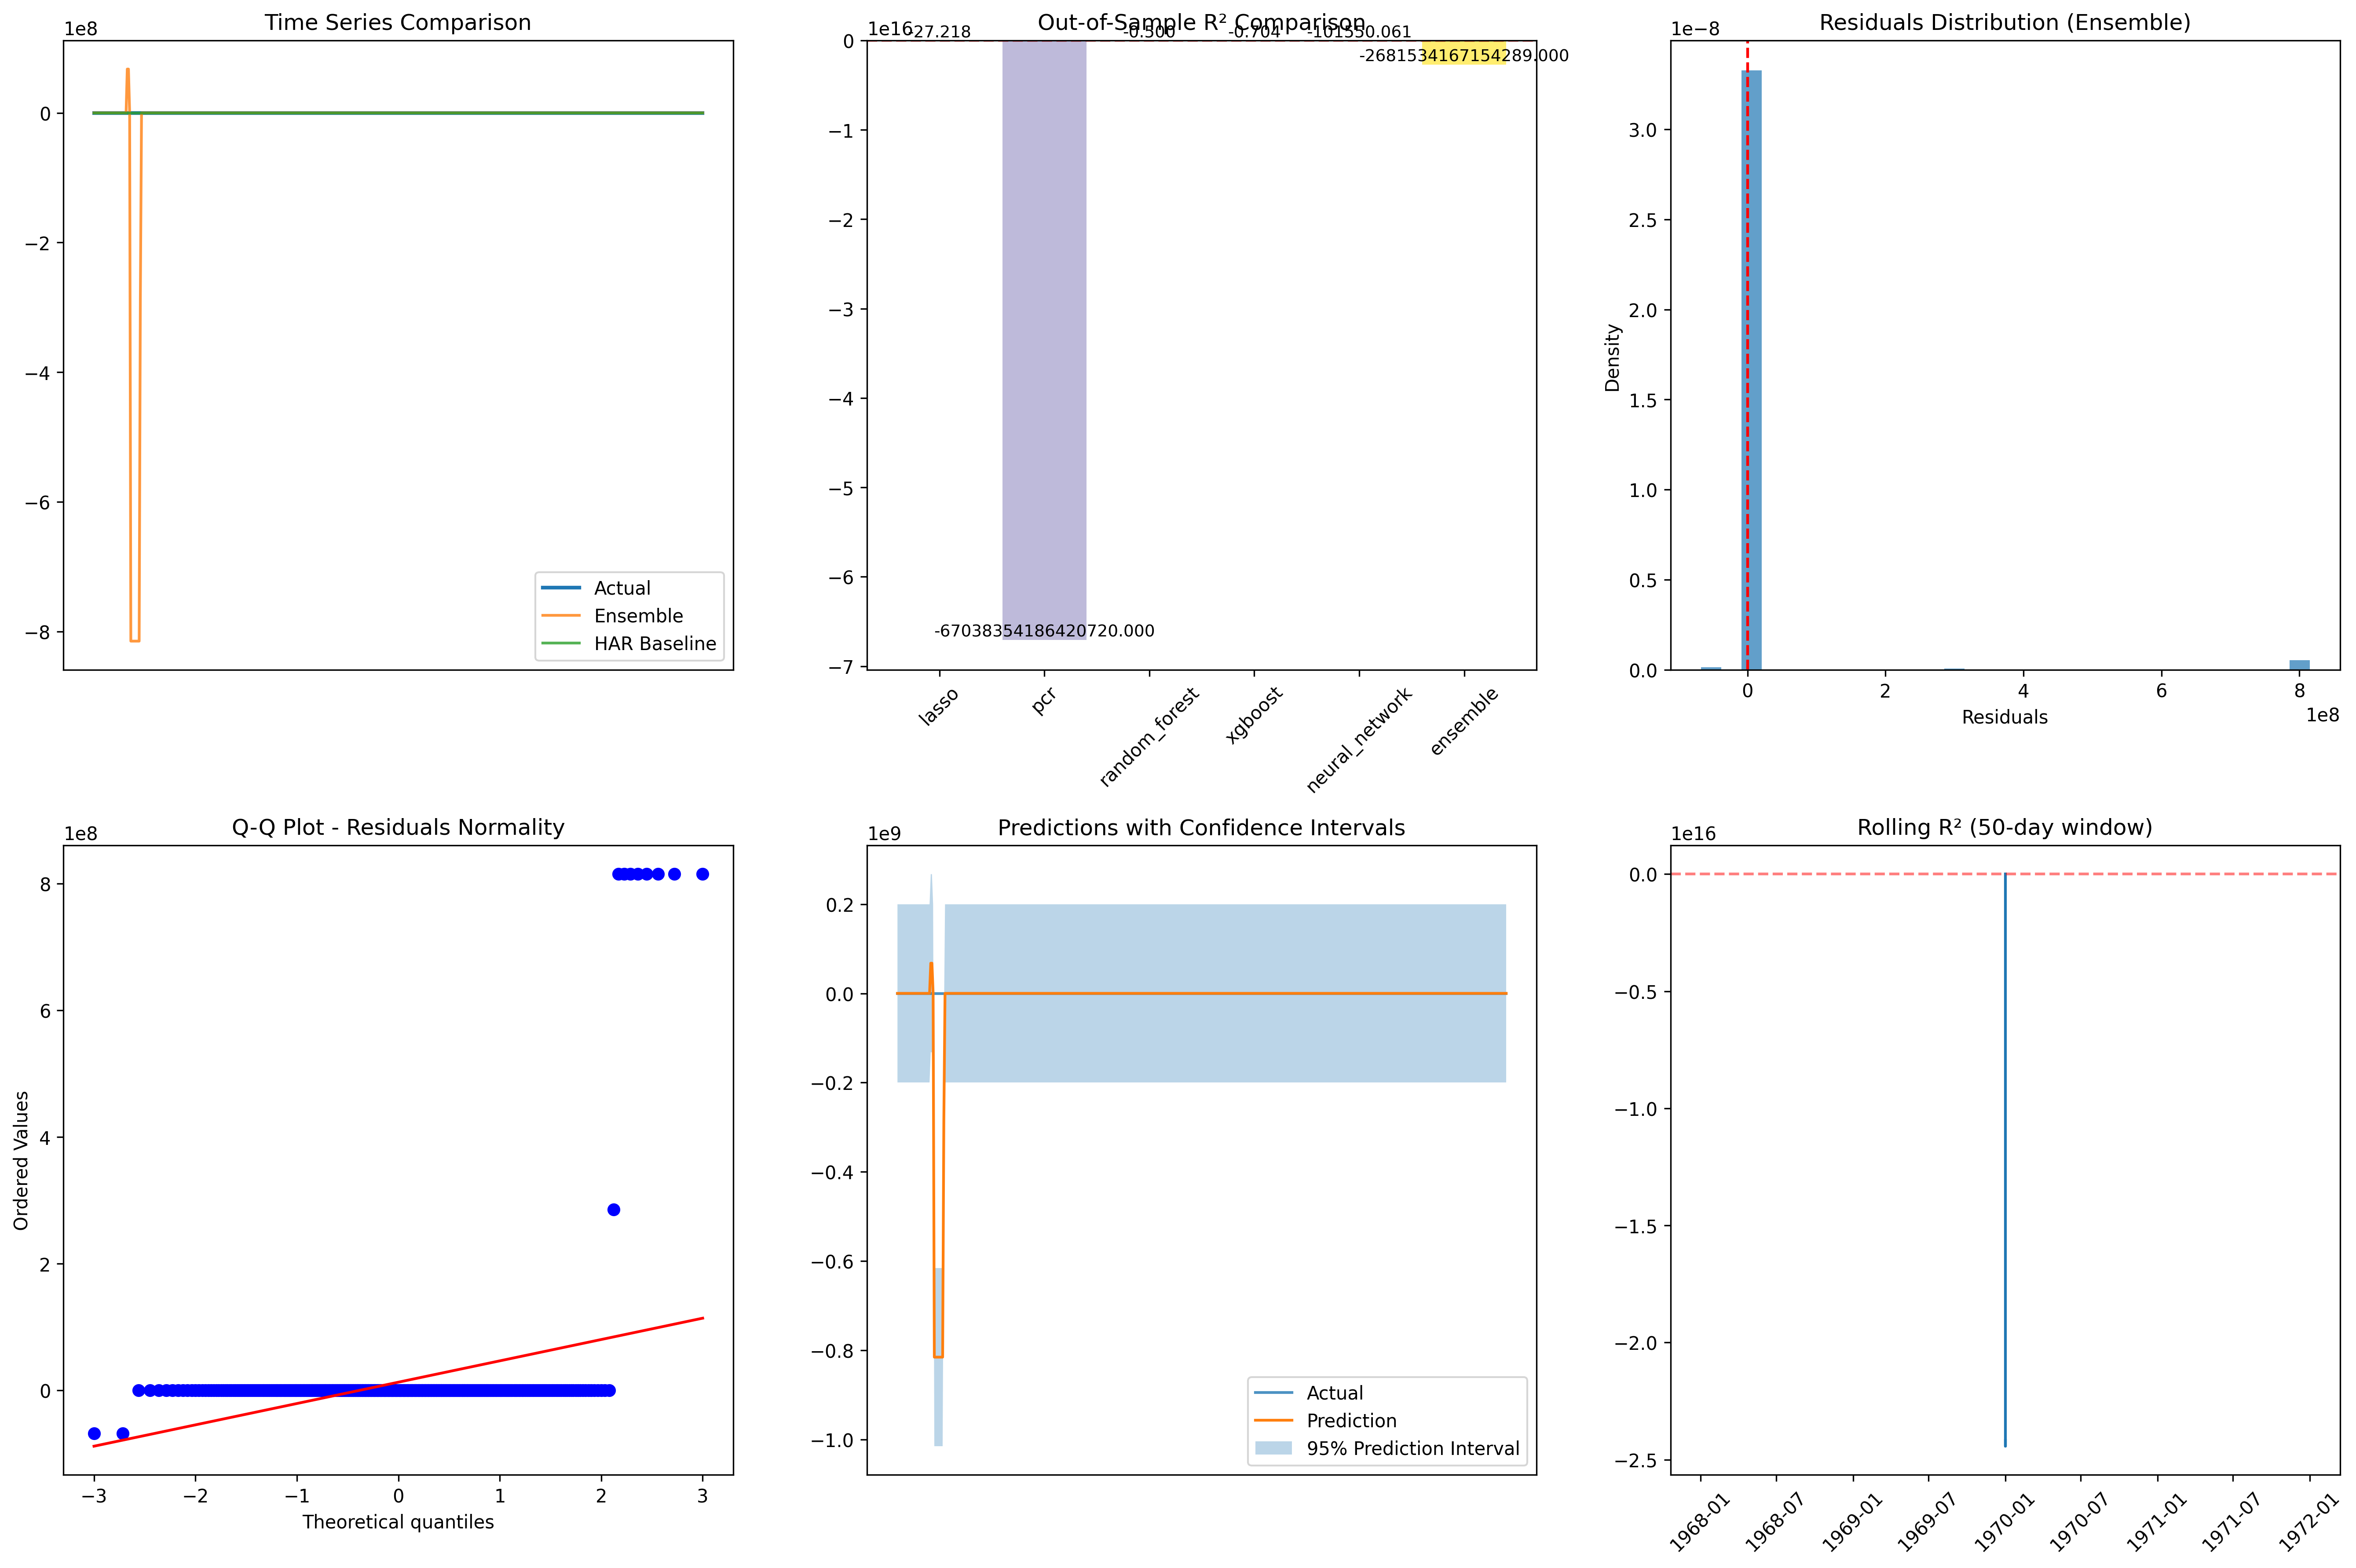 Time Series Comparison
1e8
0
−2
−4
−6
−8
Actual
Ensemble
HAR Baseline
Out-of-Sample R² Comparison
1e16
-27.218
-0.500
-0.704
-101550.061
-2681534167154289.000
-67038354186420720.000
0
−1
−2
−3
−4
−5
−6
−7
lasso
pcr
random_forest
xgboost
neural_network
ensemble
Residuals Distribution (Ensemble)
1e−8
Density
3.0
2.5
2.0
1.5
1.0
0.5
0.0
0
2
4
6
8
1e8
Residuals
Q-Q Plot - Residuals Normality
1e8
Ordered Values
8
6
4
2
0
−3
−2
−1
0
1
2
3
Theoretical quantiles
Predictions with Confidence Intervals
1e9
0.2
0.0
−0.2
−0.4
−0.6
−0.8
−1.0
Actual
Prediction
95% Prediction Interval
Rolling R² (50-day window)
1e16
0.0
−0.5
−1.0
−1.5
−2.0
−2.5
1968-01
1968-07
1969-01
1969-07
1970-01
1970-07
1971-01
1971-07
1972-01